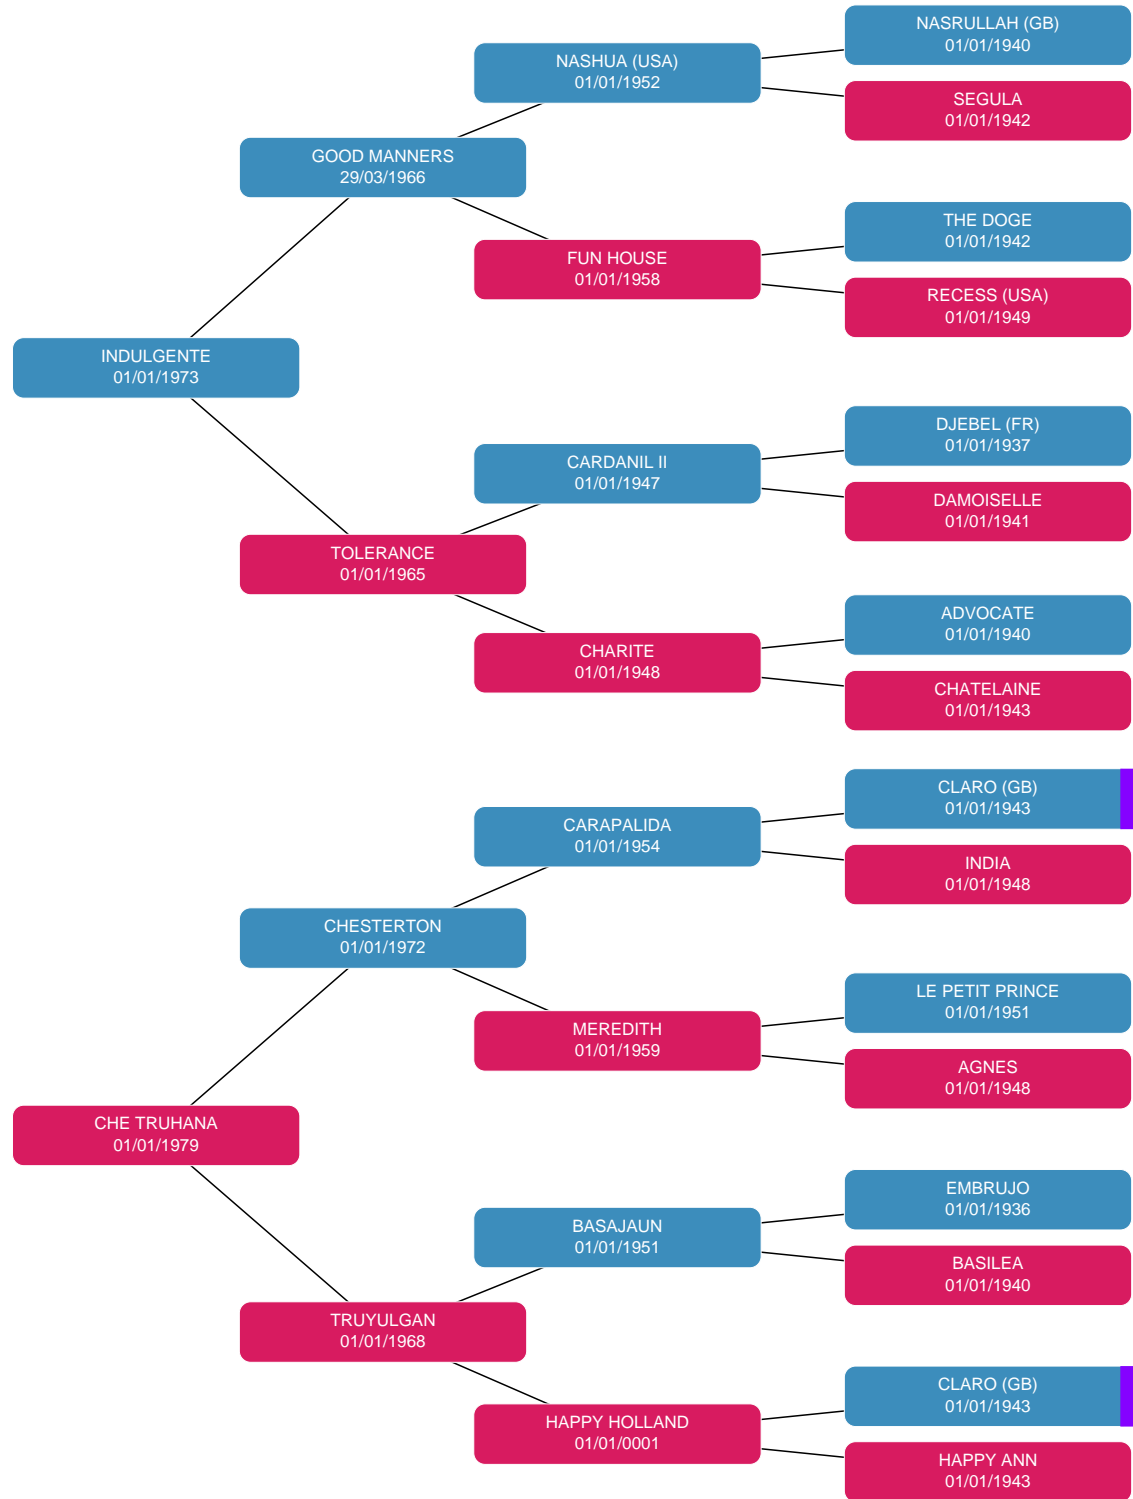 NASRULLAH (GB)
01/01/1940
NASHUA (USA)
01/01/1952
SEGULA
01/01/1942
GOOD MANNERS
29/03/1966
THE DOGE
01/01/1942
FUN HOUSE
01/01/1958
RECESS (USA)
01/01/1949
INDULGENTE
01/01/1973
DJEBEL (FR)
01/01/1937
CARDANIL II
01/01/1947
DAMOISELLE
01/01/1941
TOLERANCE
01/01/1965
ADVOCATE
01/01/1940
CHARITE
01/01/1948
CHATELAINE
01/01/1943
CLARO (GB)
01/01/1943
CARAPALIDA
01/01/1954
INDIA
01/01/1948
CHESTERTON
01/01/1972
LE PETIT PRINCE
01/01/1951
MEREDITH
01/01/1959
AGNES
01/01/1948
CHE TRUHANA
01/01/1979
EMBRUJO
01/01/1936
BASAJAUN
01/01/1951
BASILEA
01/01/1940
TRUYULGAN
01/01/1968
CLARO (GB)
01/01/1943
HAPPY HOLLAND
01/01/0001
HAPPY ANN
01/01/1943